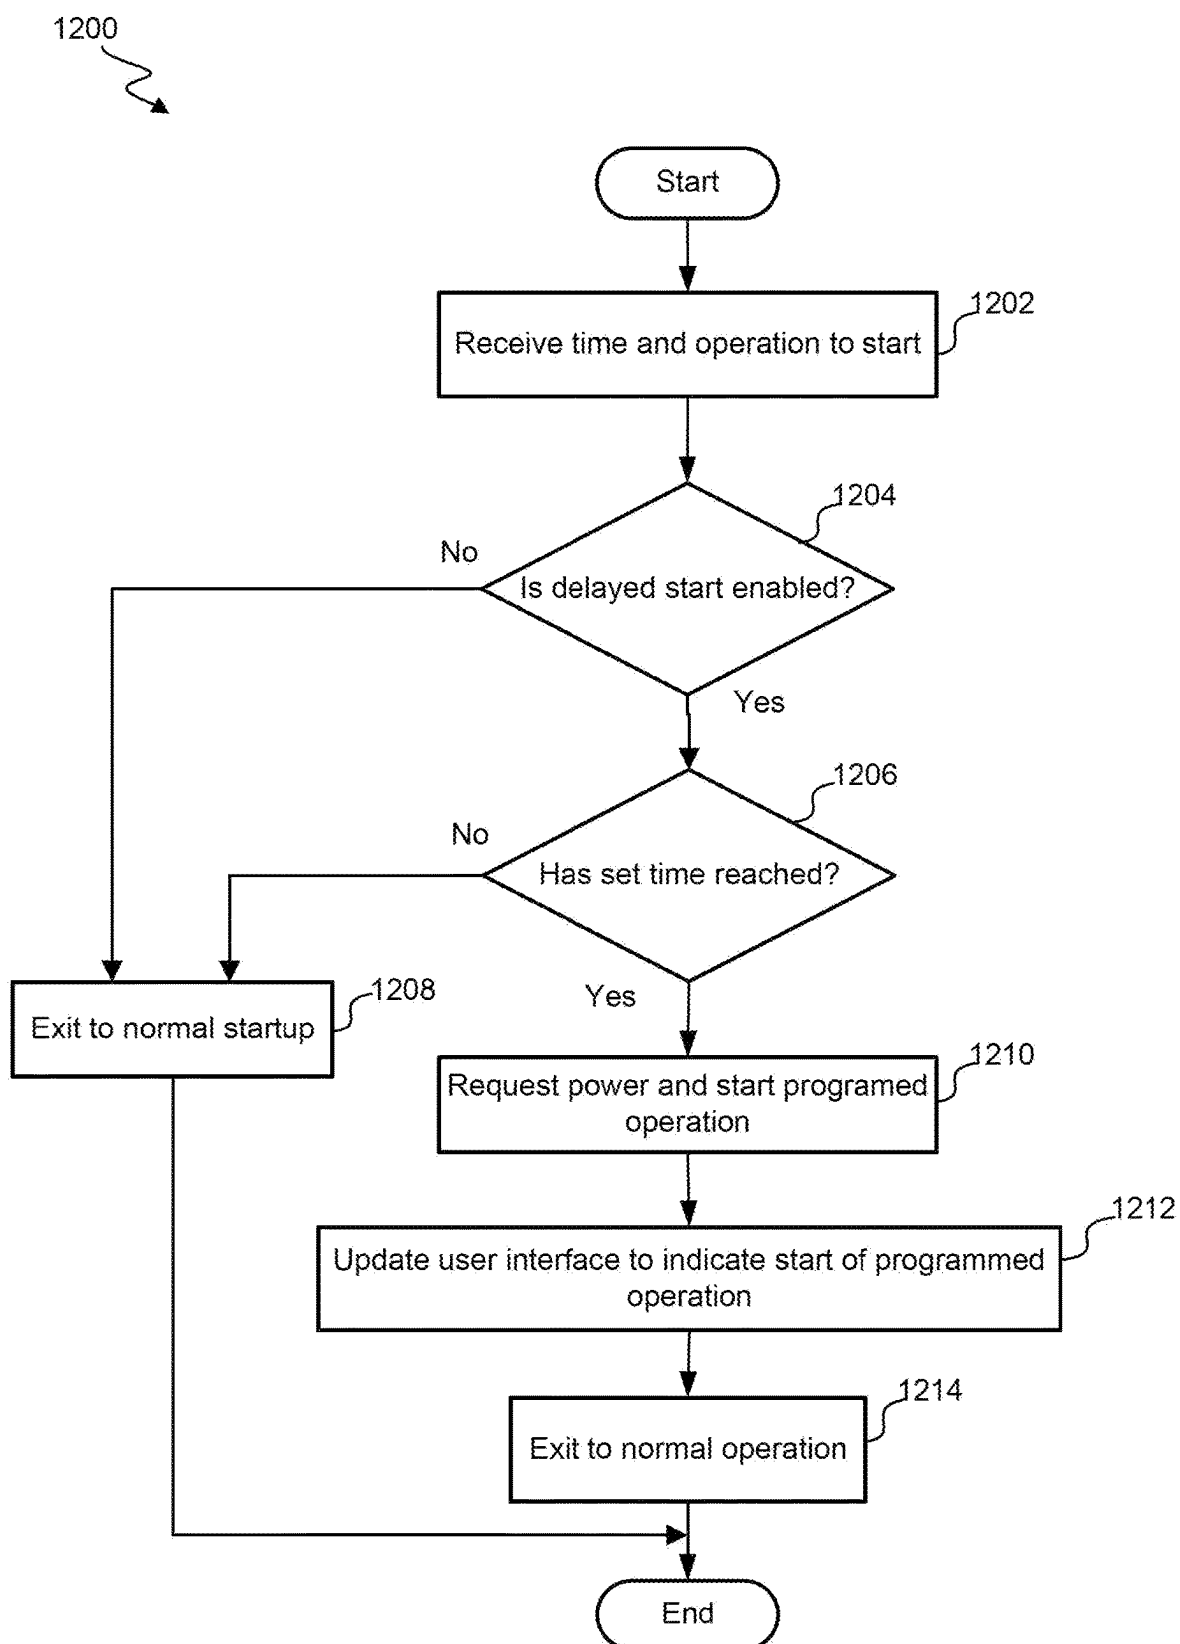 1200
Start
1202
Receive time and operation to start
1204
No
Is delayed start enabled?
Yes
1206
No
Has set time reached?
1208
Yes
Exit to normal startup
1210
Request power and start programed
operation
1212
Update user interface to indicate start of programmed
operation
1214
Exit to normal operation
End